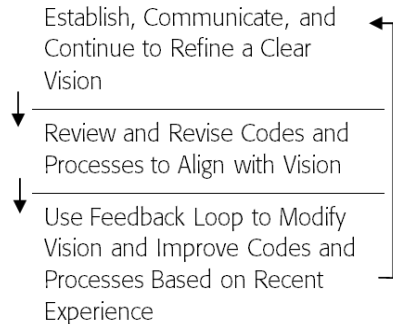 Establish, Communicate, and
Continue to Refine a Clear
Vision
Review and Revise Codes and
Processes to Align with Vision
Use Feedback Loop to Modify
Vision and Improve Codes and
Processes Based on Recent
Experience